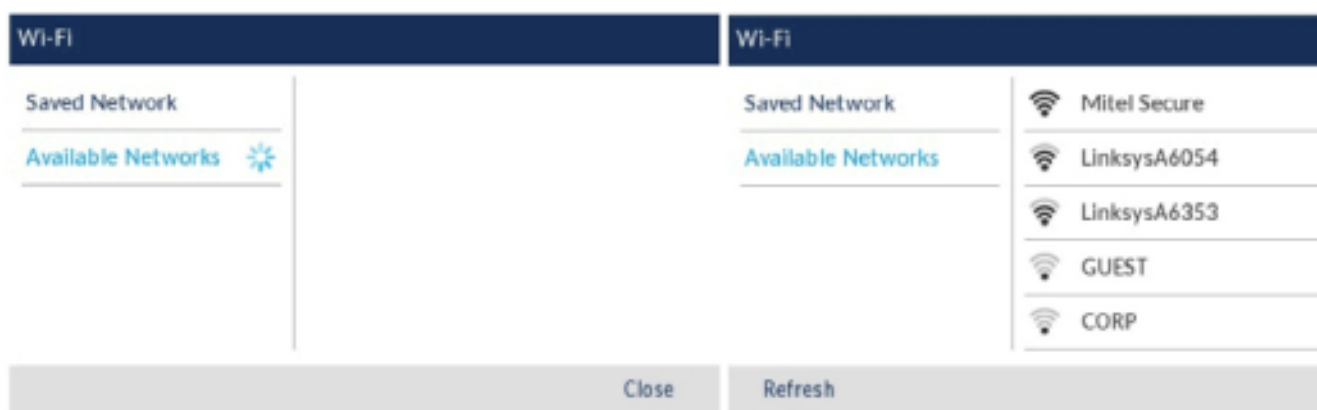 Wi-Fi
Saved Network
Available Networks
Close
Wi-Fi
Saved Network
Available Networks
Mitel Secure
LinksysA6054
LinksysA6353
GUEST
CORP
Refresh